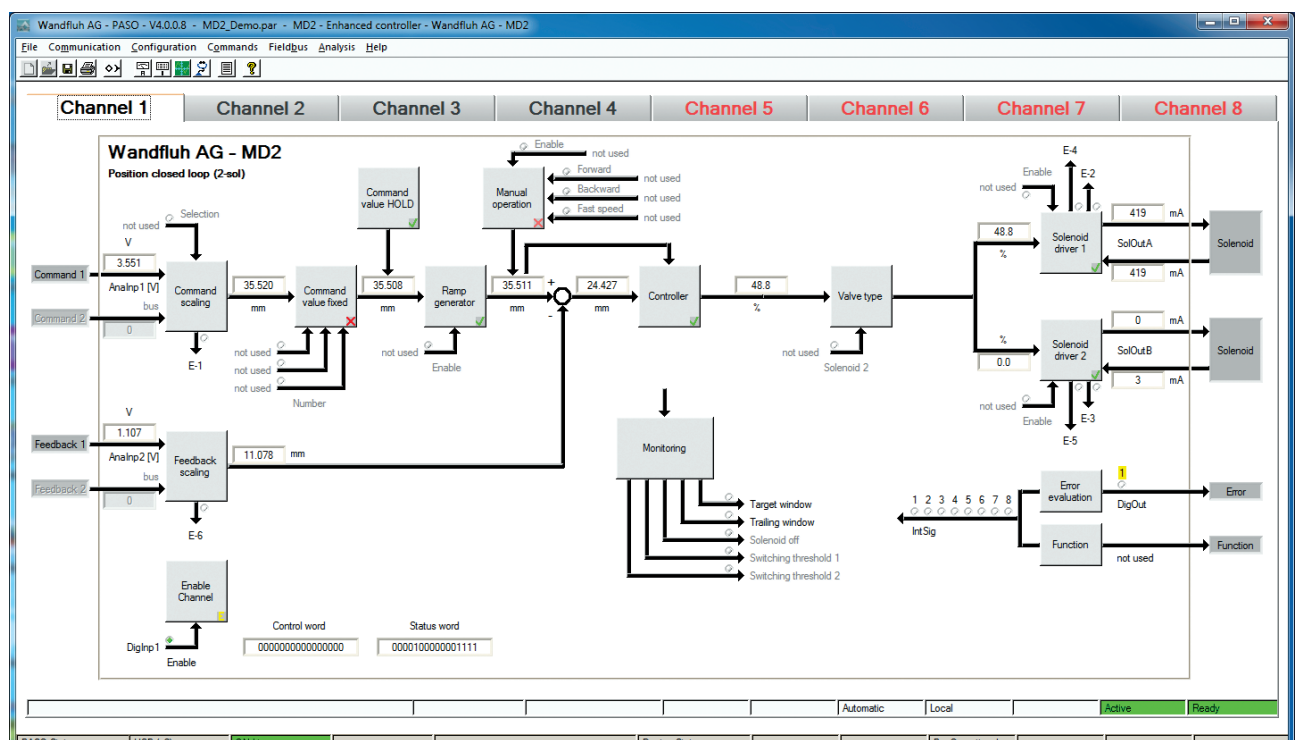 Wandfluh AG - PASO - V4.0.0.8 - MD2_Demo.par - MD2 - Enhanced controller - Wandfluh AG - MD2
File Communication Configuration Commands Fieldbus Analysis Help
Channel 1 Channel 2 Channel 3 Channel 4 Channel 5 Channel 6 Channel 7 Channel 8
Wandfluh AG - MD2
Position closed loop (2-sol)
not used
Selection
V
Command 1
3.551
AnaInp1 [V]
bus
Command 2
0
Command
scaling
E-1
35.520
mm
Command
value fixed
not used
not used
not used
Number
Command
value HOLD
35.508
mm
Ramp
generator
not used
Enable
Enable
not used
Manual
operation
Forward
not used
Backward
not used
Fast speed
not used
35.511
mm
+
-
24.427
mm
Controller
48.8
%
Valve type
not used
Solenoid 2
E-4
Enable
E-2
not used
48.8
%
Solenoid
driver 1
419 mA
SolOutA
419 mA
Solenoid
%
0.0
Solenoid
driver 2
0 mA
SolOutB
3 mA
Solenoid
not used
Enable
E-3
E-5
V
Feedback 1
1.107
AnaInp2 [V]
bus
Feedback 2
0
Feedback
scaling
E-6
11.078 mm
Monitoring
Target window
Trailing window
Solenoid off
Switching threshold 1
Switching threshold 2
1 2 3 4 5 6 7 8
IntSig
Error
evaluation
1
DigOut
Error
Function
not used
Function
Enable
Channel
DigInp1
Enable
Control word
0000000000000000
Status word
0000100000001111
Automatic Local Active Ready